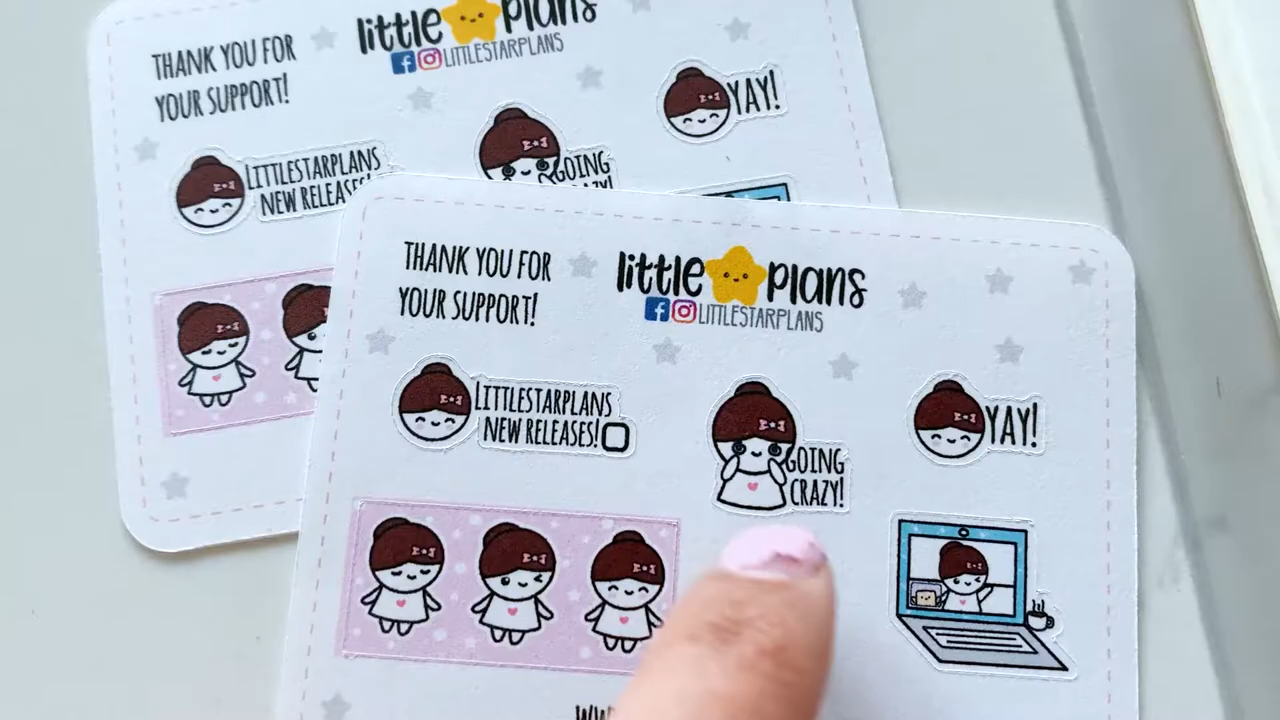 THANK YOU FOR
YOUR SUPPORT!
little plans
LITTLESTARPLANS
LITTLESTARPLANS
NEW RELEASES!
GOING
CRAZY!
YAY!
THANK YOU FOR
YOUR SUPPORT!
little plans
LITTLESTARPLANS
LITTLESTARPLANS
NEW RELEASES!
GOING
CRAZY!
YAY!